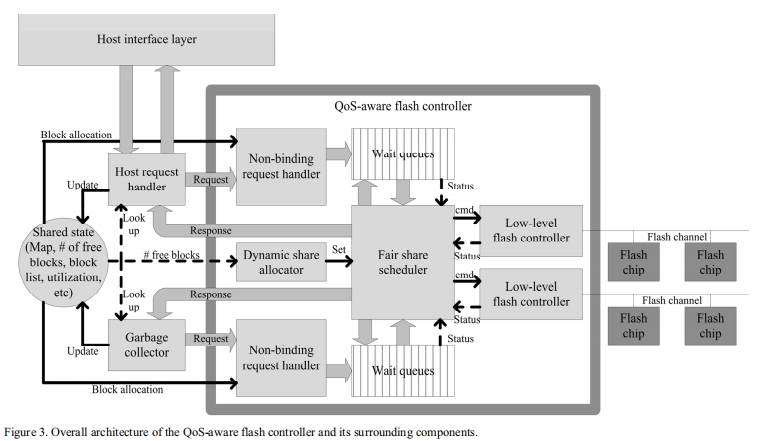 Host interface layer
QoS-aware flash controller
Block allocation
Non-binding
request handler
Wait queues
Host request
handler
Request
Status
Update
Look
up
cmd
Low-level
flash controller
Response
Status
Flash channel
Shared state
(Map, # of free
blocks, block
list, utilization,
etc)
# free blocks
Dynamic share
allocator
Set
Fair share
scheduler
Flash
chip
Flash
chip
cmd
Low-level
flash controller
Look
up
Response
Status
Flash channel
Garbage
collector
Update
Request
Non-binding
request handler
Status
Wait queues
Flash
chip
Flash
chip
Block allocation
Figure 3. Overall architecture of the QoS-aware flash controller and its surrounding components.